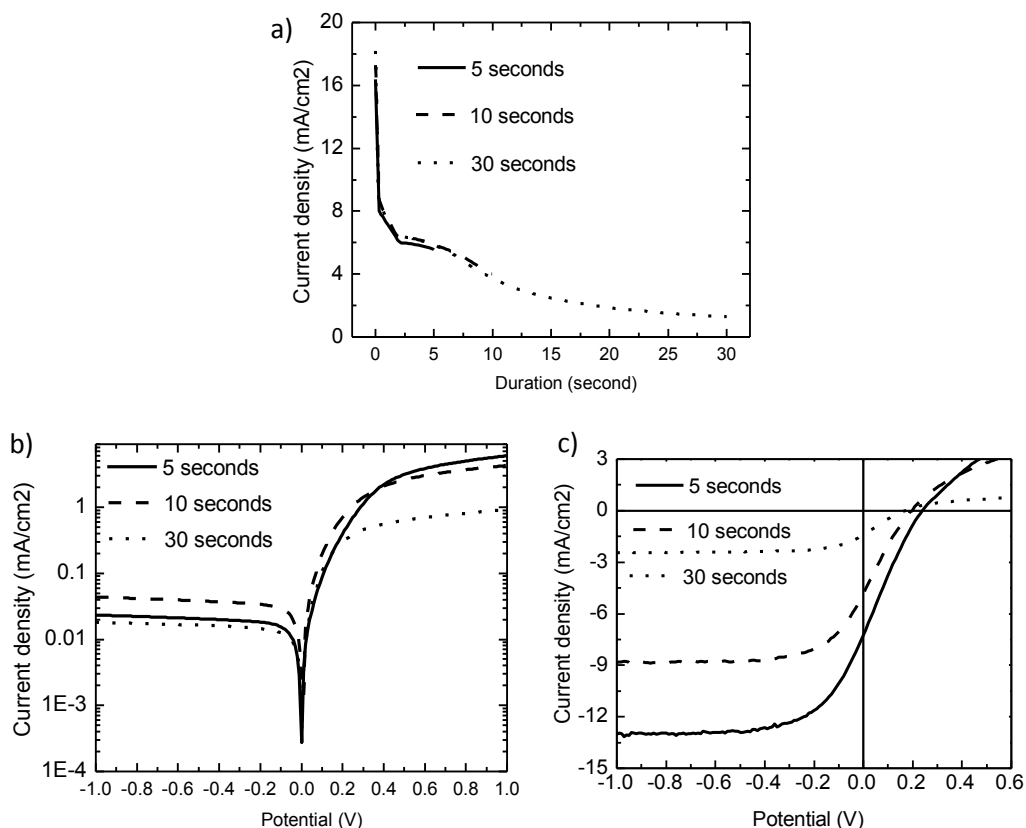 a)
20
16
12
8
4
0
Current density (mA/cm2)
5 seconds
10 seconds
30 seconds
0 5 10 15 20 25 30
Duration (second)
b)
1
0.1
0.01
1E-3
1E-4
Current density (mA/cm2)
5 seconds
10 seconds
30 seconds
-1.0 -0.8 -0.6 -0.4 -0.2 0.0 0.2 0.4 0.6 0.8 1.0
Potential (V)
c)
3
0
-3
-6
-9
-12
-15
Current density (mA/cm2)
5 seconds
10 seconds
30 seconds
-1.0 -0.8 -0.6 -0.4 -0.2 0.0 0.2 0.4 0.6
Potential (V)